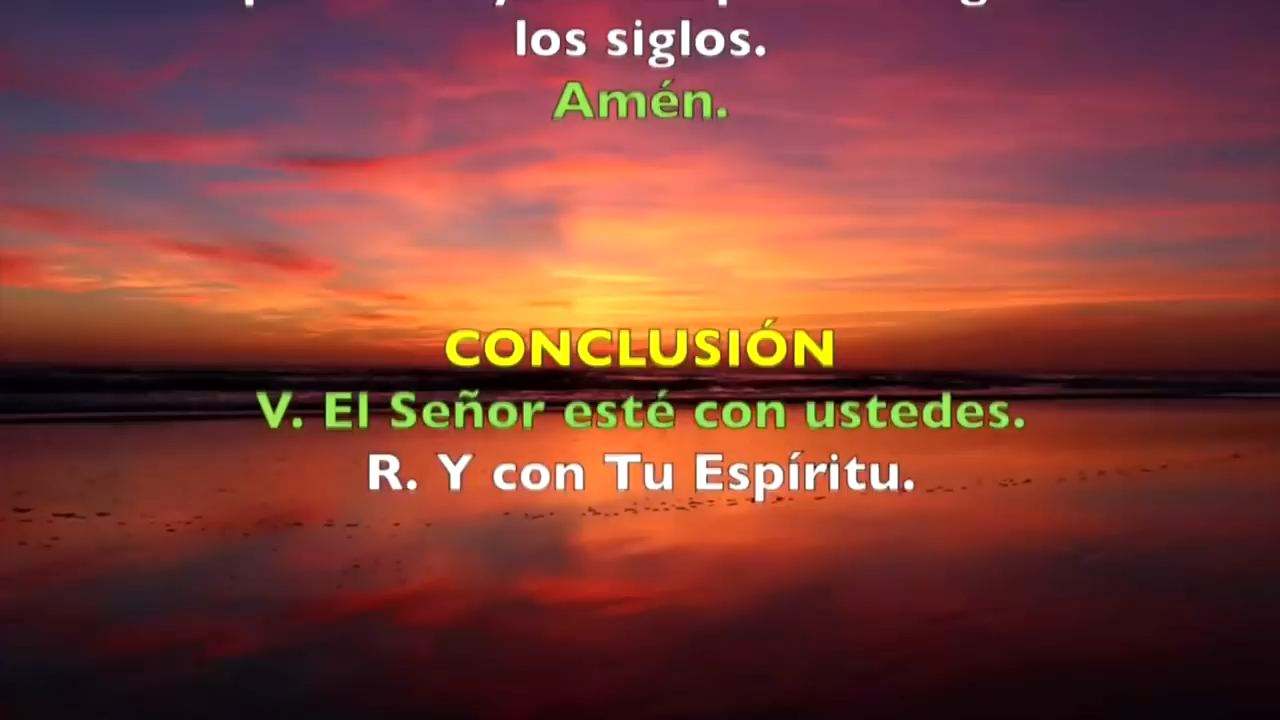 los siglos.
Amén.
CONCLUSIÓN
V. El Señor esté con ustedes.
R. Y con Tu Espíritu.